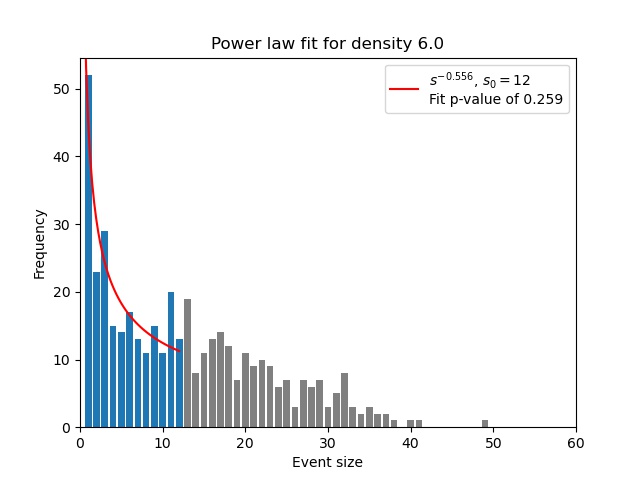 Power law fit for density 6.0
s^{-0.556}, s_0 = 12
Fit p-value of 0.259
Frequency
50
40
30
20
10
0
0 10 20 30 40 50 60
Event size